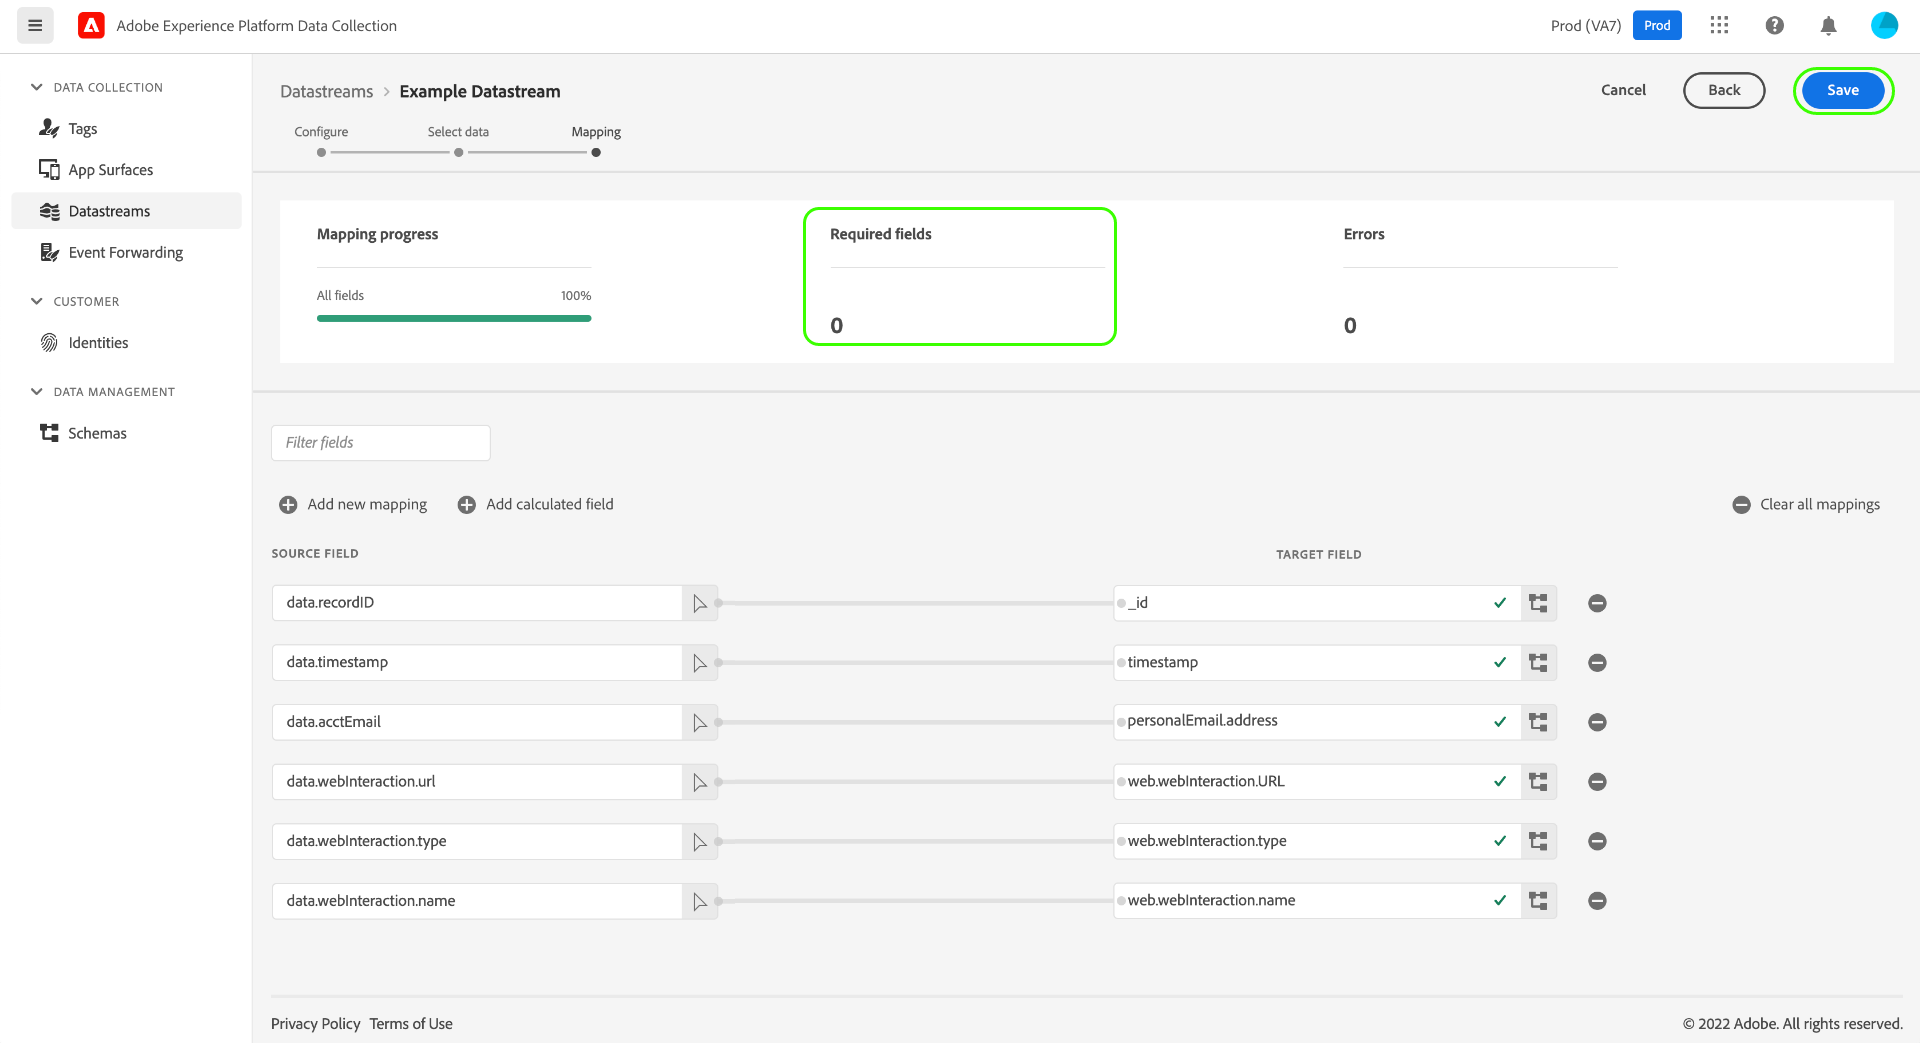 Adobe Experience Platform Data Collection
Prod (VA7)
Prod
DATA COLLECTION
Tags
App Surfaces
Datastreams
Event Forwarding
CUSTOMER
Identities
DATA MANAGEMENT
Schemas
Datastreams > Example Datastream
Cancel
Back
Save
Configure
Select data
Mapping
Mapping progress
All fields 100%
Required fields
0
Errors
0
Filter fields
Add new mapping
Add calculated field
Clear all mappings
SOURCE FIELD
TARGET FIELD
data.recordID
_id
data.timestamp
timestamp
data.acctEmail
personalEmail.address
data.webInteraction.url
web.webInteraction.URL
data.webInteraction.type
web.webInteraction.type
data.webInteraction.name
web.webInteraction.name
Privacy Policy Terms of Use
© 2022 Adobe. All rights reserved.